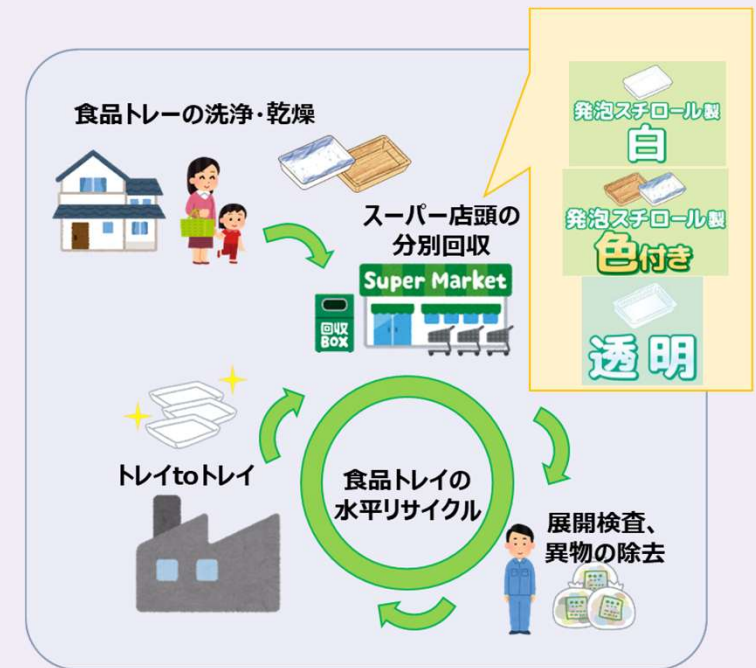 食品トレーの洗浄・乾燥
スーパー店頭の
分別回収
Super Market
回収
BOX
発泡スチロール製
白
発泡スチロール製
色付き
透明
トレイtoトレイ
食品トレイの
水平リサイクル
展開検査、
異物の除去